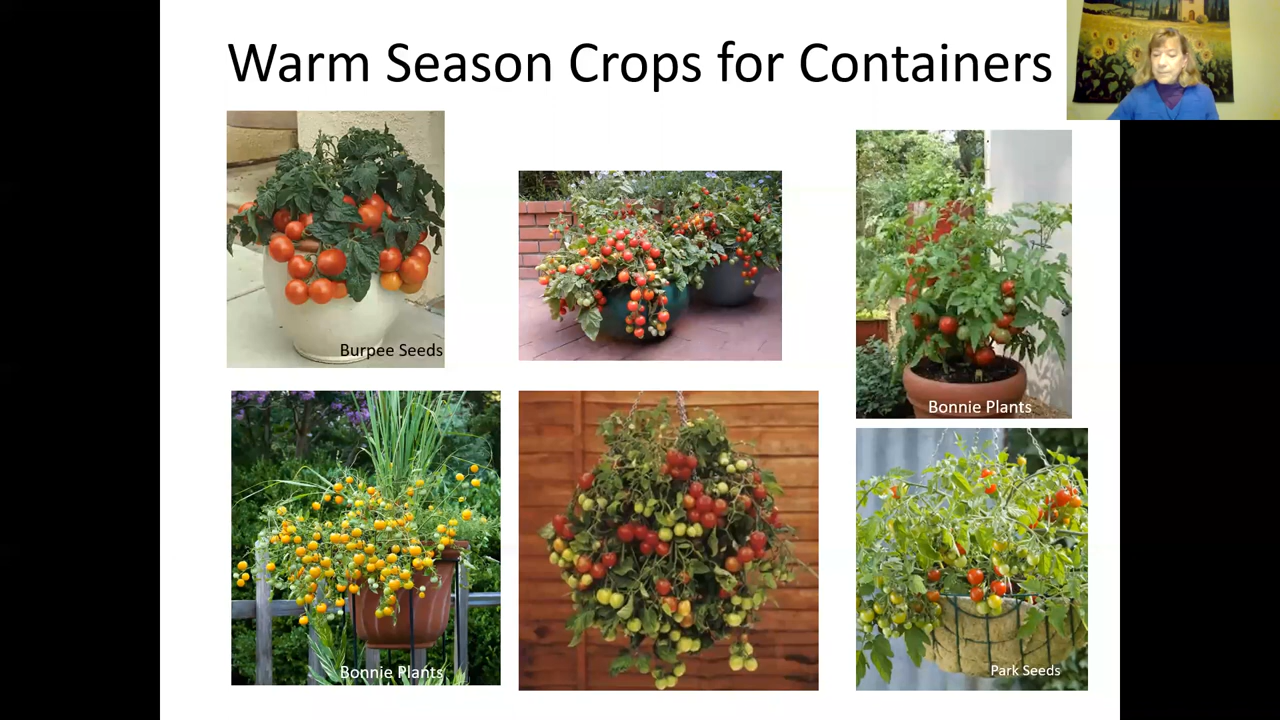 Warm Season Crops for Containers
Burpee Seeds
Bonnie Plants
Bonnie Plants
Park Seeds